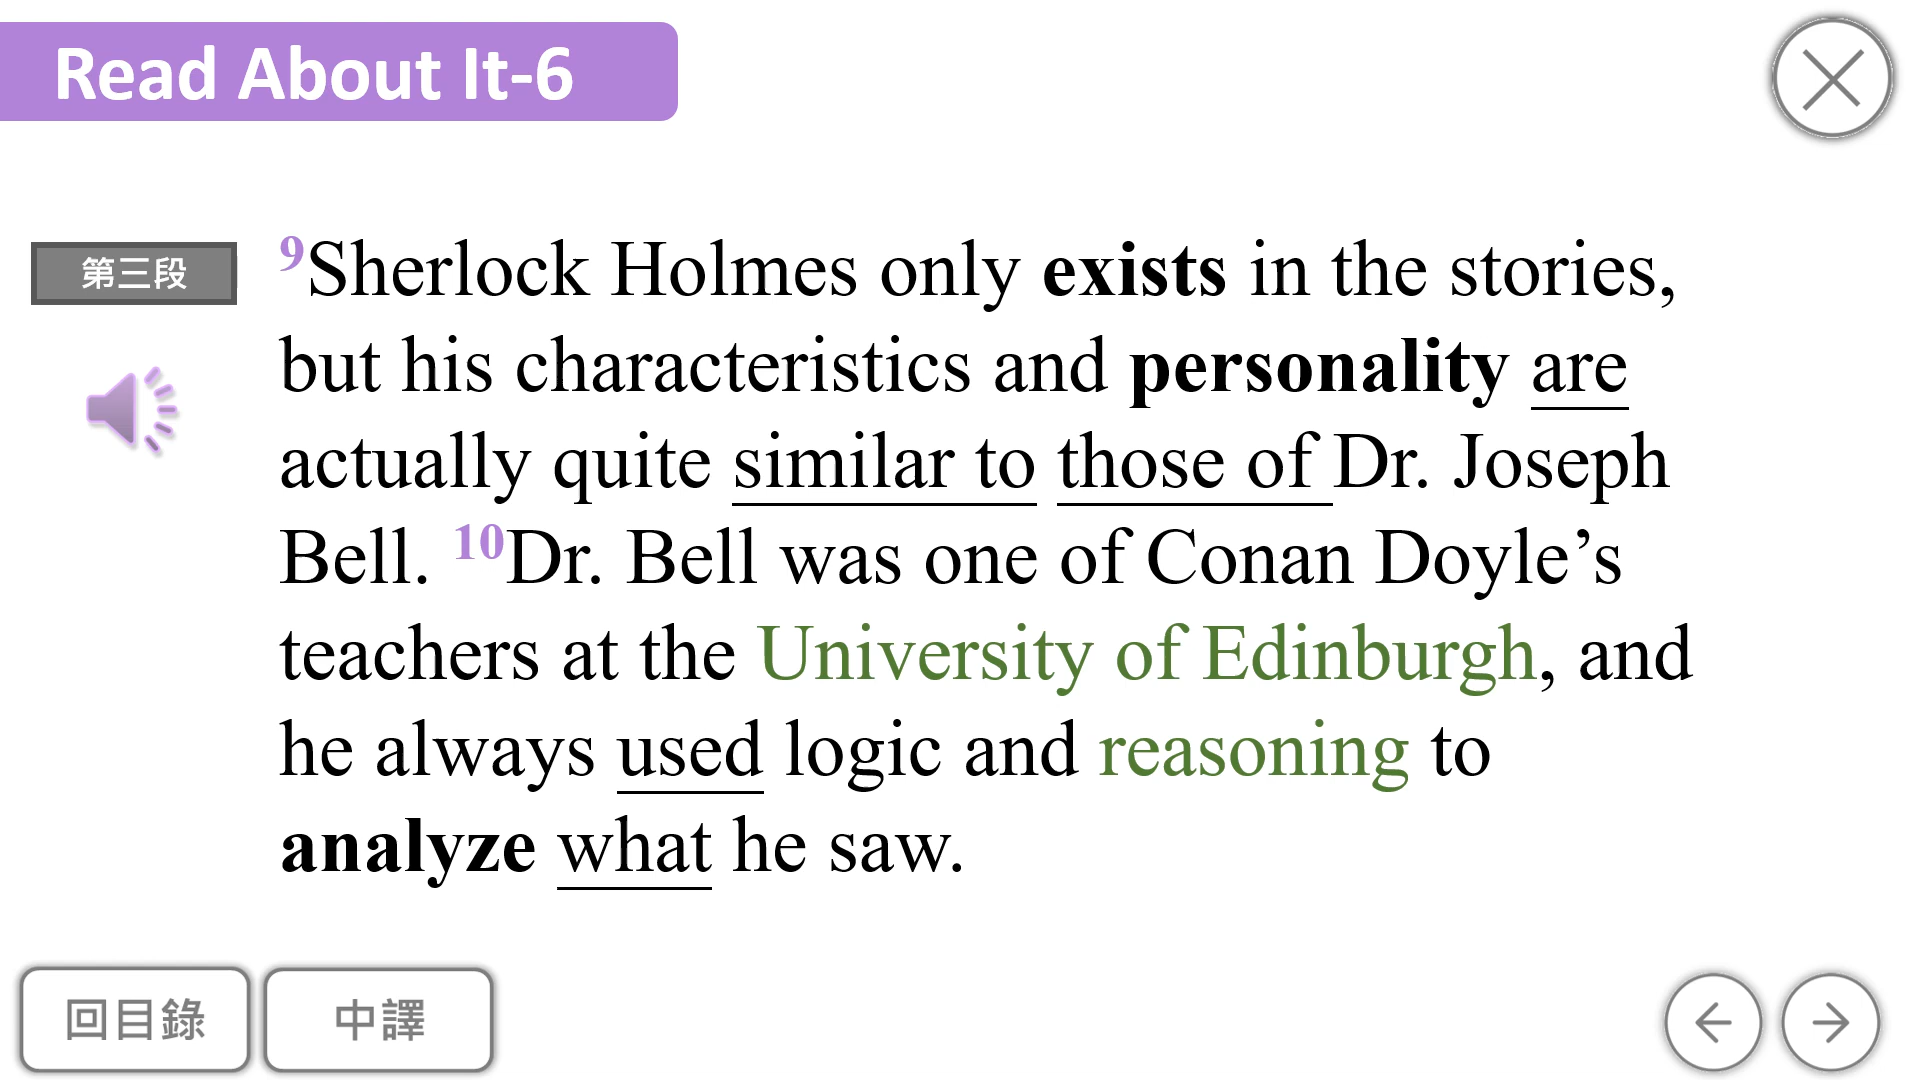 Read About It-6
第三段
9Sherlock Holmes only exists in the stories,
but his characteristics and personality are
actually quite similar to those of Dr. Joseph
Bell. 10Dr. Bell was one of Conan Doyle’s
teachers at the University of Edinburgh, and
he always used logic and reasoning to
analyze what he saw.
回目錄
中譯